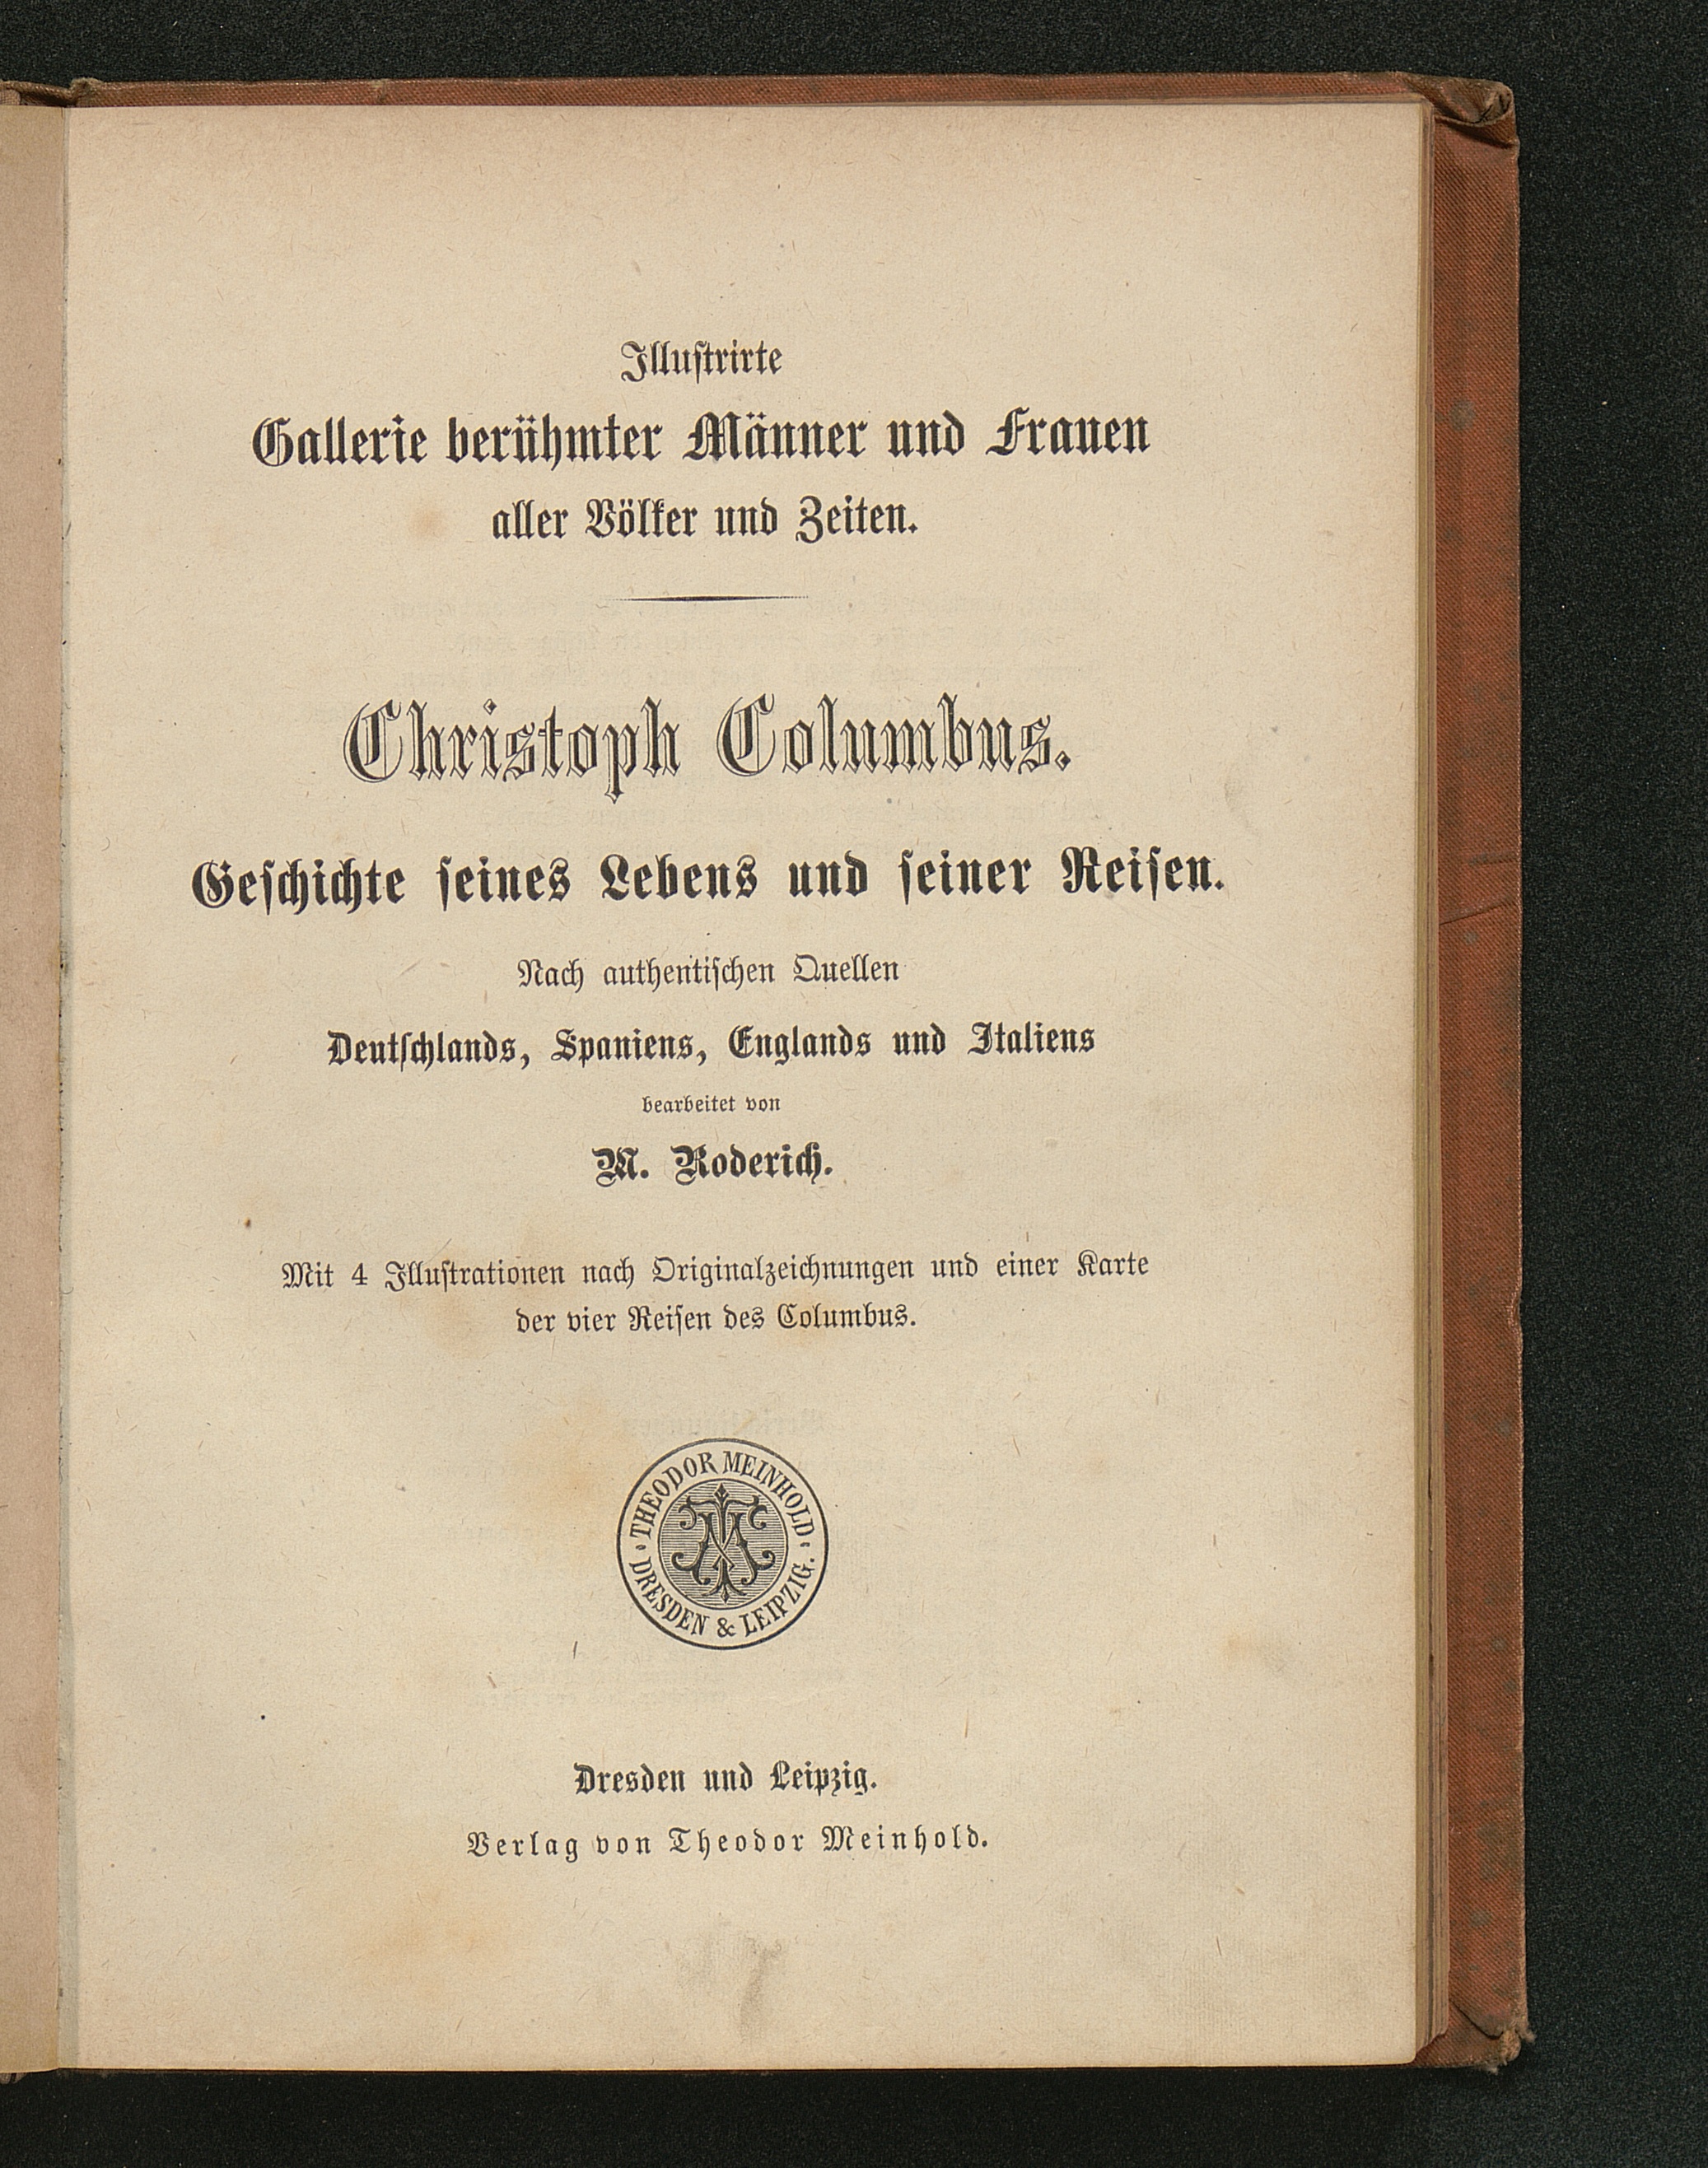 Illustrirte
Gallerie berühmter Männer und Frauen
aller Völker und Zeiten.
Christoph Columbus.
Geschichte seines Lebens und seiner Reisen.
Nach authentischen Quellen
Deutschlands, Spaniens, Englands und Italiens
bearbeitet von
M. Roderich.
Mit 4 Illustrationen nach Originalzeichnungen und einer Karte
der vier Reisen des Columbus.
THEODOR MEINHOLD
DRESDEN & LEIPZIG.
Dresden und Leipzig.
Verlag von Theodor Meinhold.